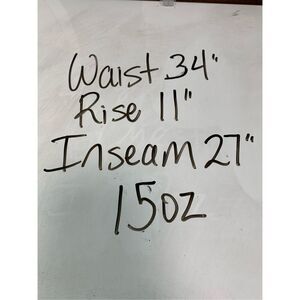 Waist 34"
Rise 11"
Inseam 27"
15oz